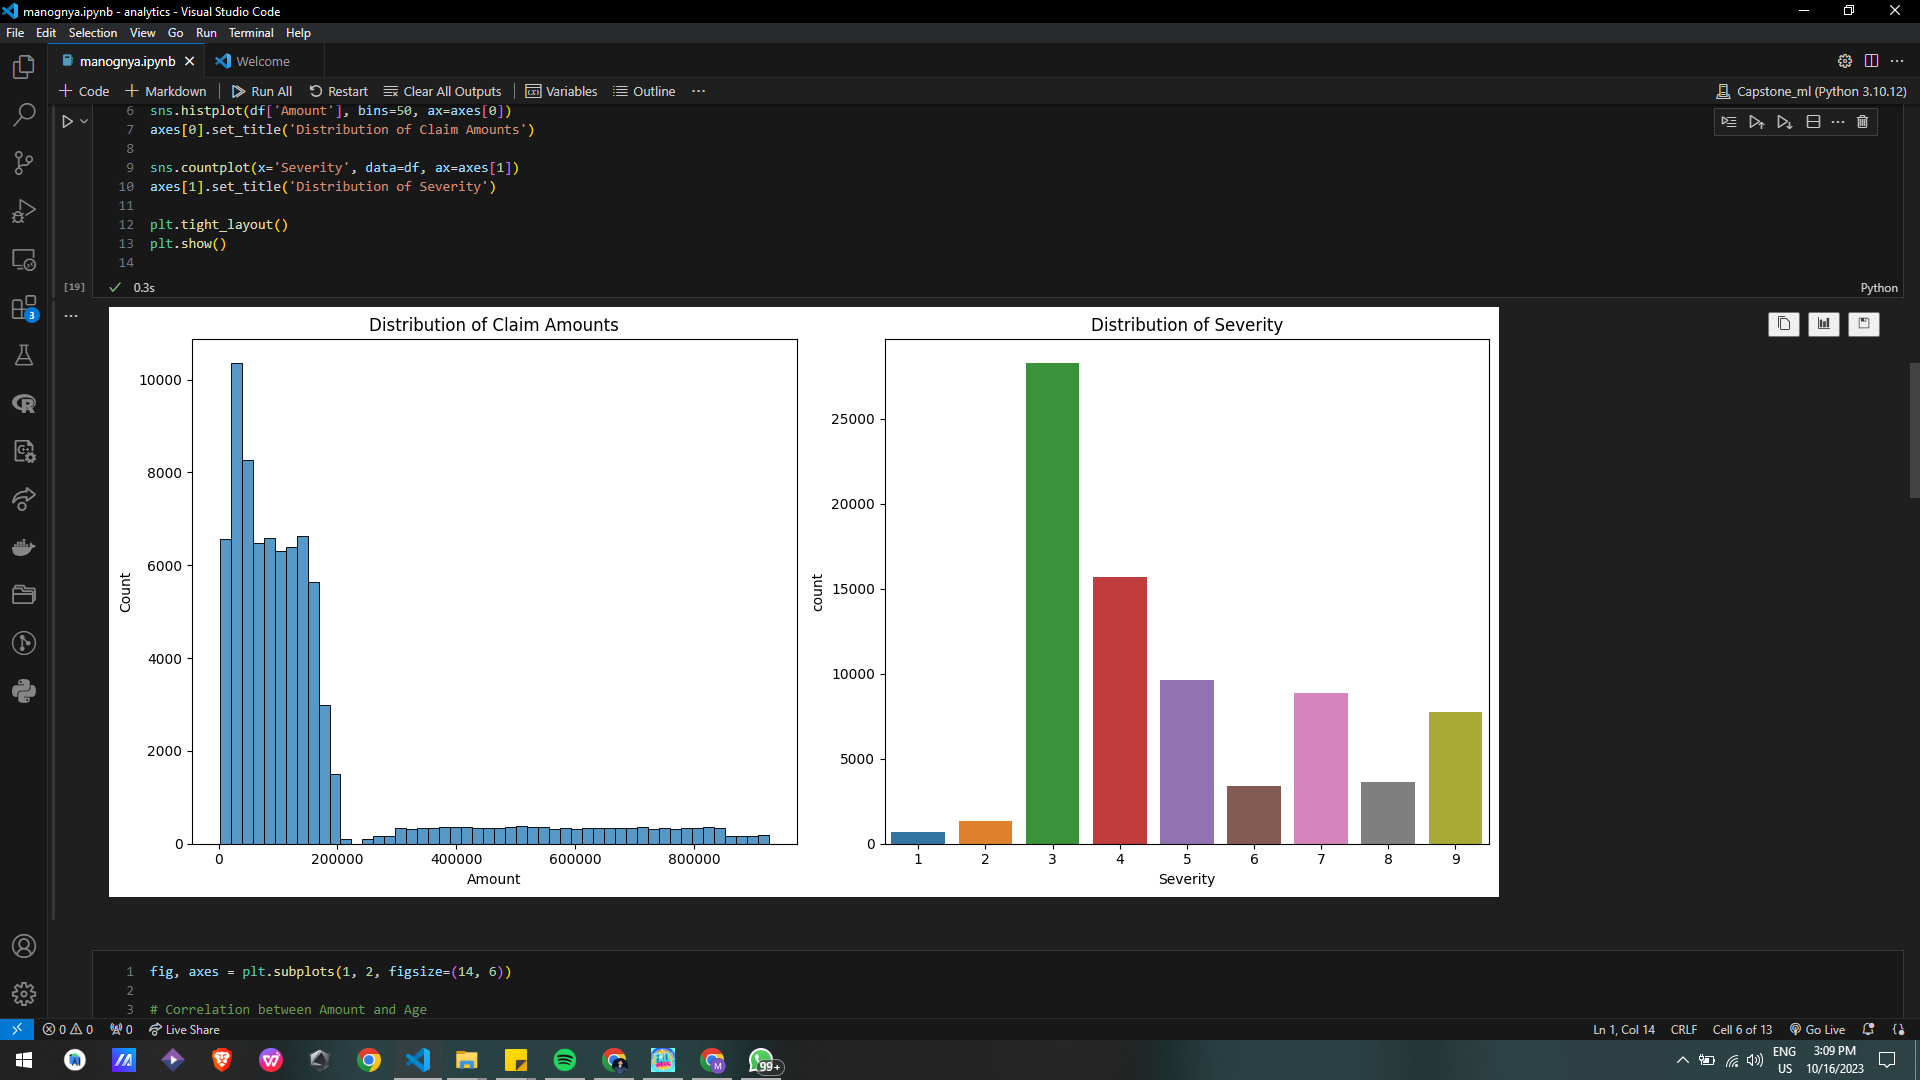 manognya.ipynb - analytics - Visual Studio Code
File Edit Selection View Go Run Terminal Help
manognya.ipynb Welcome
Code Markdown Run All Restart Clear All Outputs Variables Outline ... Capstone_ml (Python 3.10.12)
6 sns.histplot(df['Amount'], bins=50, ax=axes[0])
7 axes[0].set_title('Distribution of Claim Amounts')
8
9 sns.countplot(x='Severity', data=df, ax=axes[1])
10 axes[1].set_title('Distribution of Severity')
11
12 plt.tight_layout()
13 plt.show()
14
[19] 0.3s Python
3
Distribution of Claim Amounts
10000
8000
6000
4000
2000
0
Count
0 200000 400000 600000 800000
Amount
Distribution of Severity
25000
20000
15000
10000
5000
0
count
1 2 3 4 5 6 7 8 9
Severity
1 fig, axes = plt.subplots(1, 2, figsize=(14, 6))
2
3 # Correlation between Amount and Age
0 0 0 Live Share Ln 1, Col 14 CRLF Cell 6 of 13 Go Live
99+
ENG
US
3:09 PM
10/16/2023